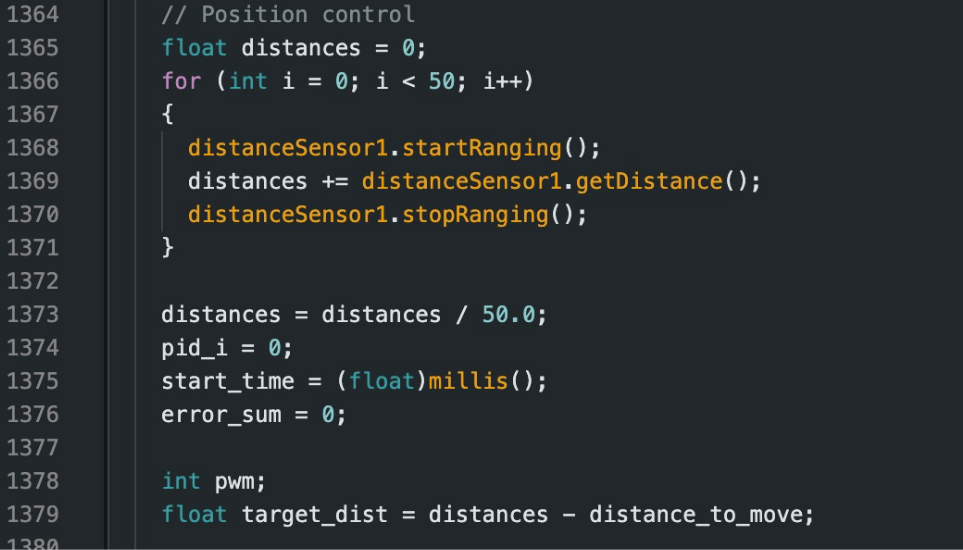 1364 // Position control
1365 float distances = 0;
1366 for (int i = 0; i < 50; i++)
1367 {
1368 distanceSensor1.startRanging();
1369 distances += distanceSensor1.getDistance();
1370 distanceSensor1.stopRanging();
1371 }
1372
1373 distances = distances / 50.0;
1374 pid_i = 0;
1375 start_time = (float)millis();
1376 error_sum = 0;
1377
1378 int pwm;
1379 float target_dist = distances - distance_to_move;
1380